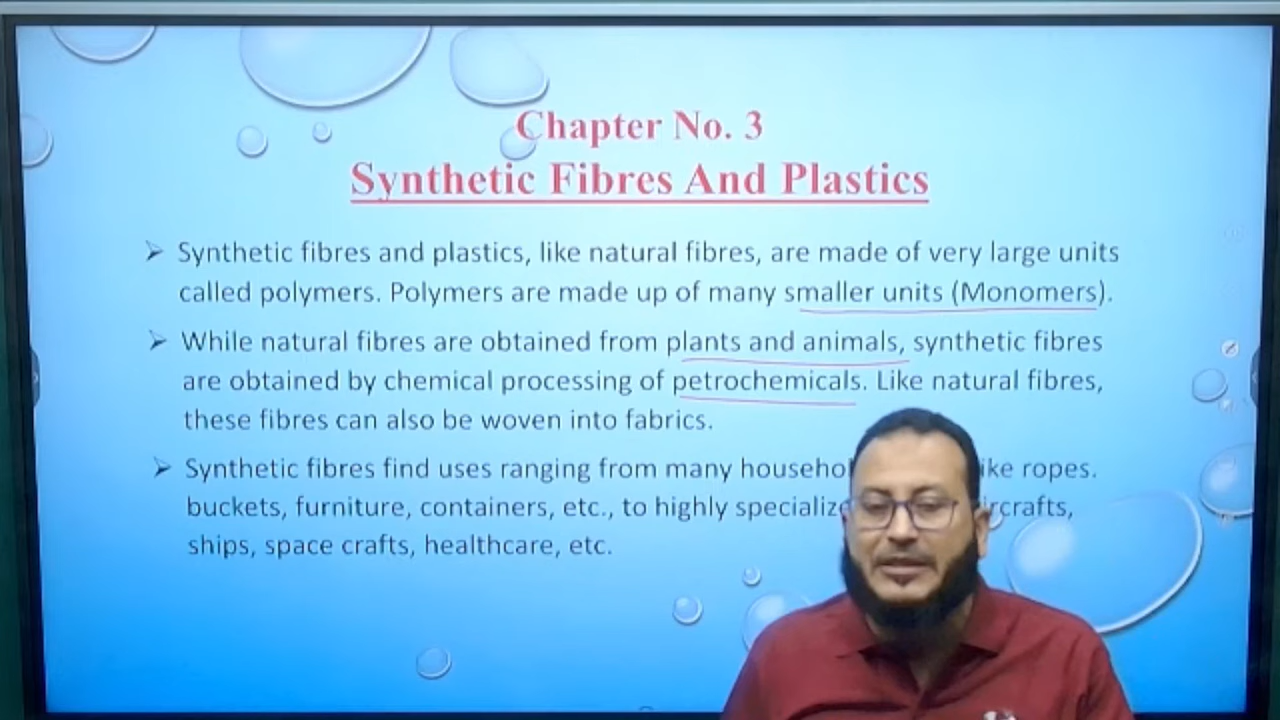 Chapter No. 3
Synthetic Fibres And Plastics
➢ Synthetic fibres and plastics, like natural fibres, are made of very large units
called polymers. Polymers are made up of many smaller units (Monomers).
➢ While natural fibres are obtained from plants and animals, synthetic fibres
are obtained by chemical processing of petrochemicals. Like natural fibres,
these fibres can also be woven into fabrics.
➢ Synthetic fibres find uses ranging from many ropes.
buckets, furniture, containers, etc., to highly
ships, space crafts, healthcare, etc.